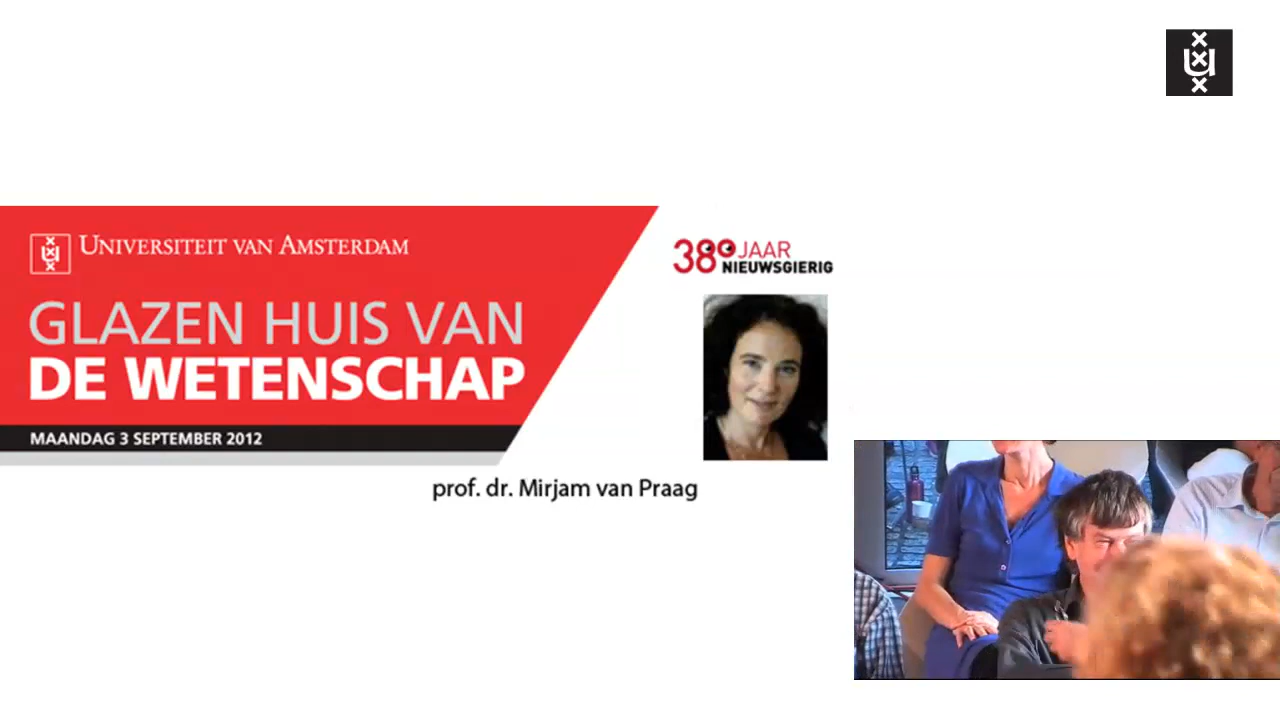 UNIVERSITEIT VAN AMSTERDAM
GLAZEN HUIS VAN
DE WETENSCHAP
MAANDAG 3 SEPTEMBER 2012
380 JAAR
NIEUWSGIERIG
prof. dr. Mirjam van Praag